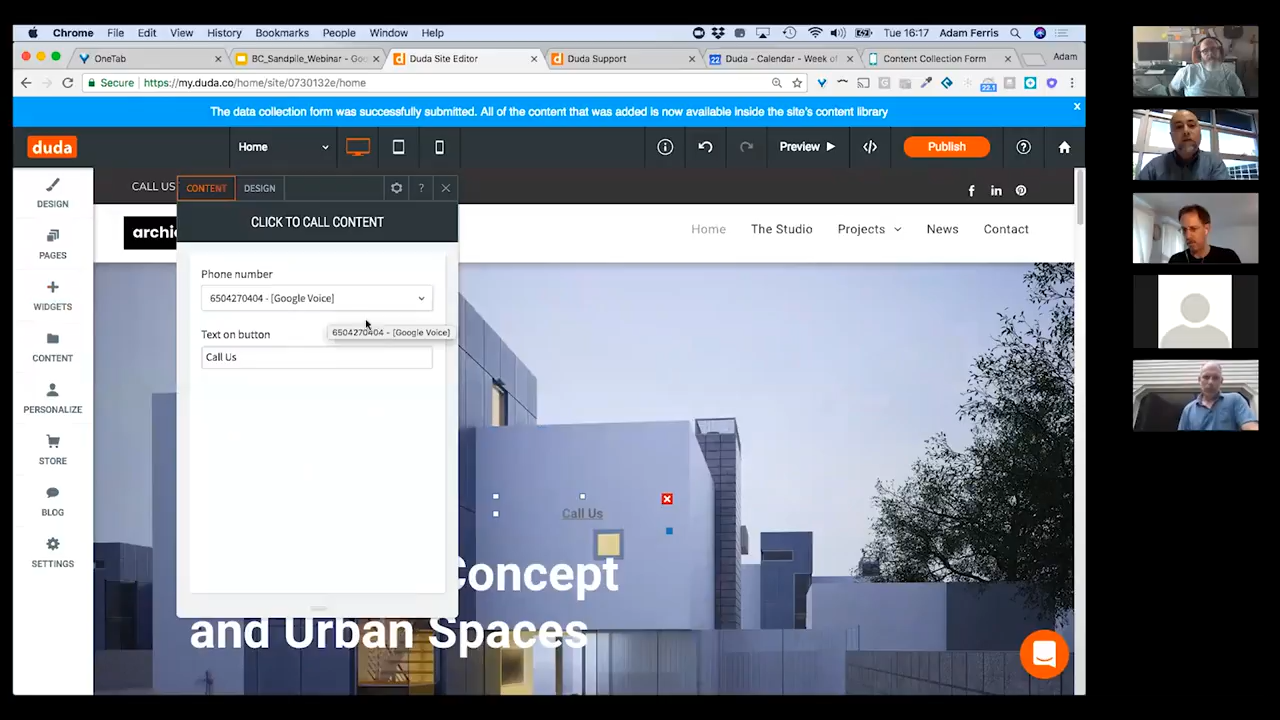 Chrome File Edit View History Bookmarks People Window Help Tue 16:17 Adam Ferris
OneTab BC_Sandpile_Webinar - Goo Duda Site Editor Duda Support Duda - Calendar - Week of Content Collection Form Adam
Secure https://my.duda.co/home/site/0730132e/home
The data collection form was successfully submitted. All of the content that was added is now available inside the site's content library
duda Home Preview Publish
DESIGN
PAGES
WIDGETS
CONTENT
PERSONALIZE
STORE
BLOG
SETTINGS
CALL US
CONTENT DESIGN ?
CLICK TO CALL CONTENT
Phone number
6504270404 - [Google Voice]
6504270404 - [Google Voice]
Text on button
Call Us
archi
Home The Studio Projects News Contact
Call Us
Concept
and Urban Spaces